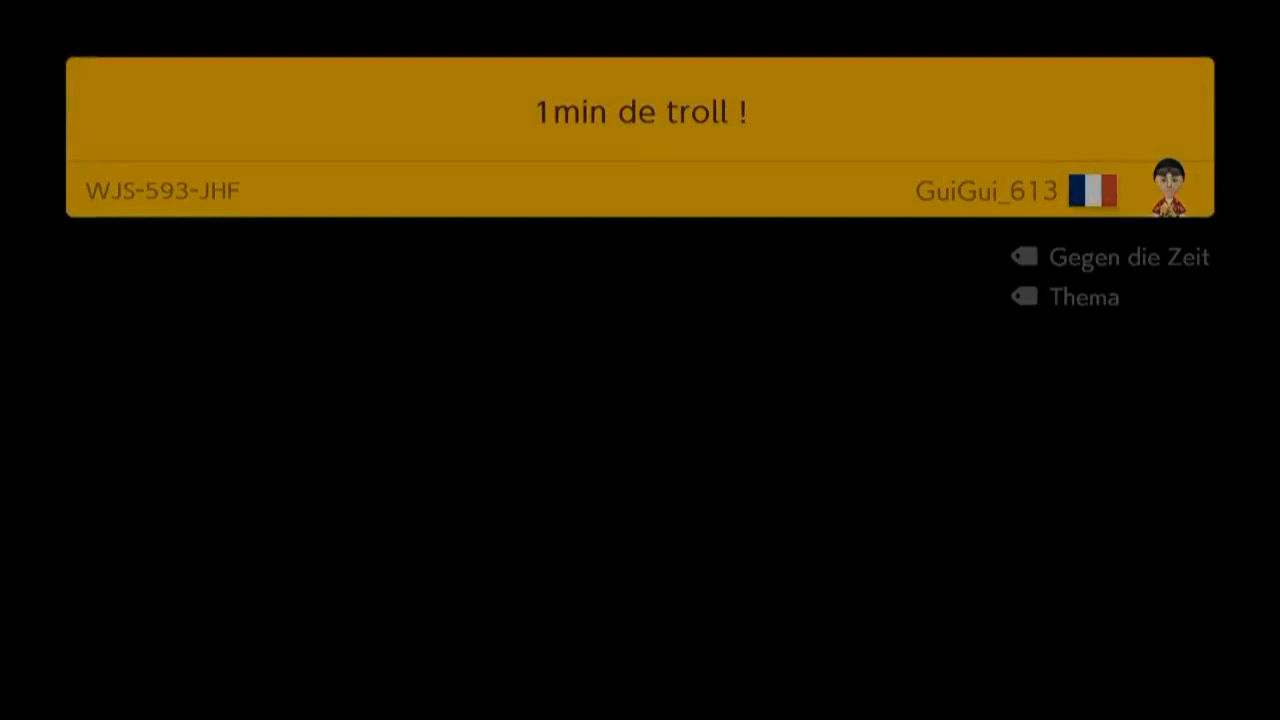 1min de troll !
WJS-593-JHF
GuiGui_613
Gegen die Zeit
Thema